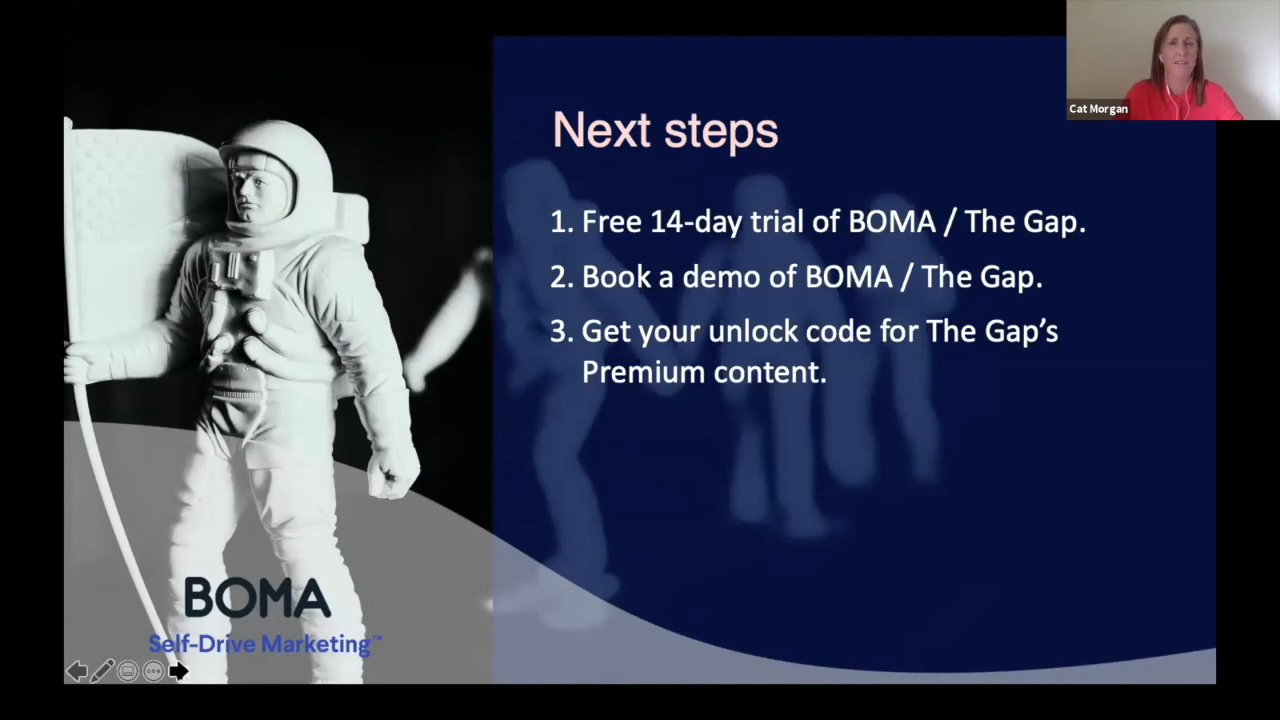 Cat Morgan
Next steps
1. Free 14-day trial of BOMA / The Gap.
2. Book a demo of BOMA / The Gap.
3. Get your unlock code for The Gap’s
Premium content.
BOMA
Self-Drive Marketing™